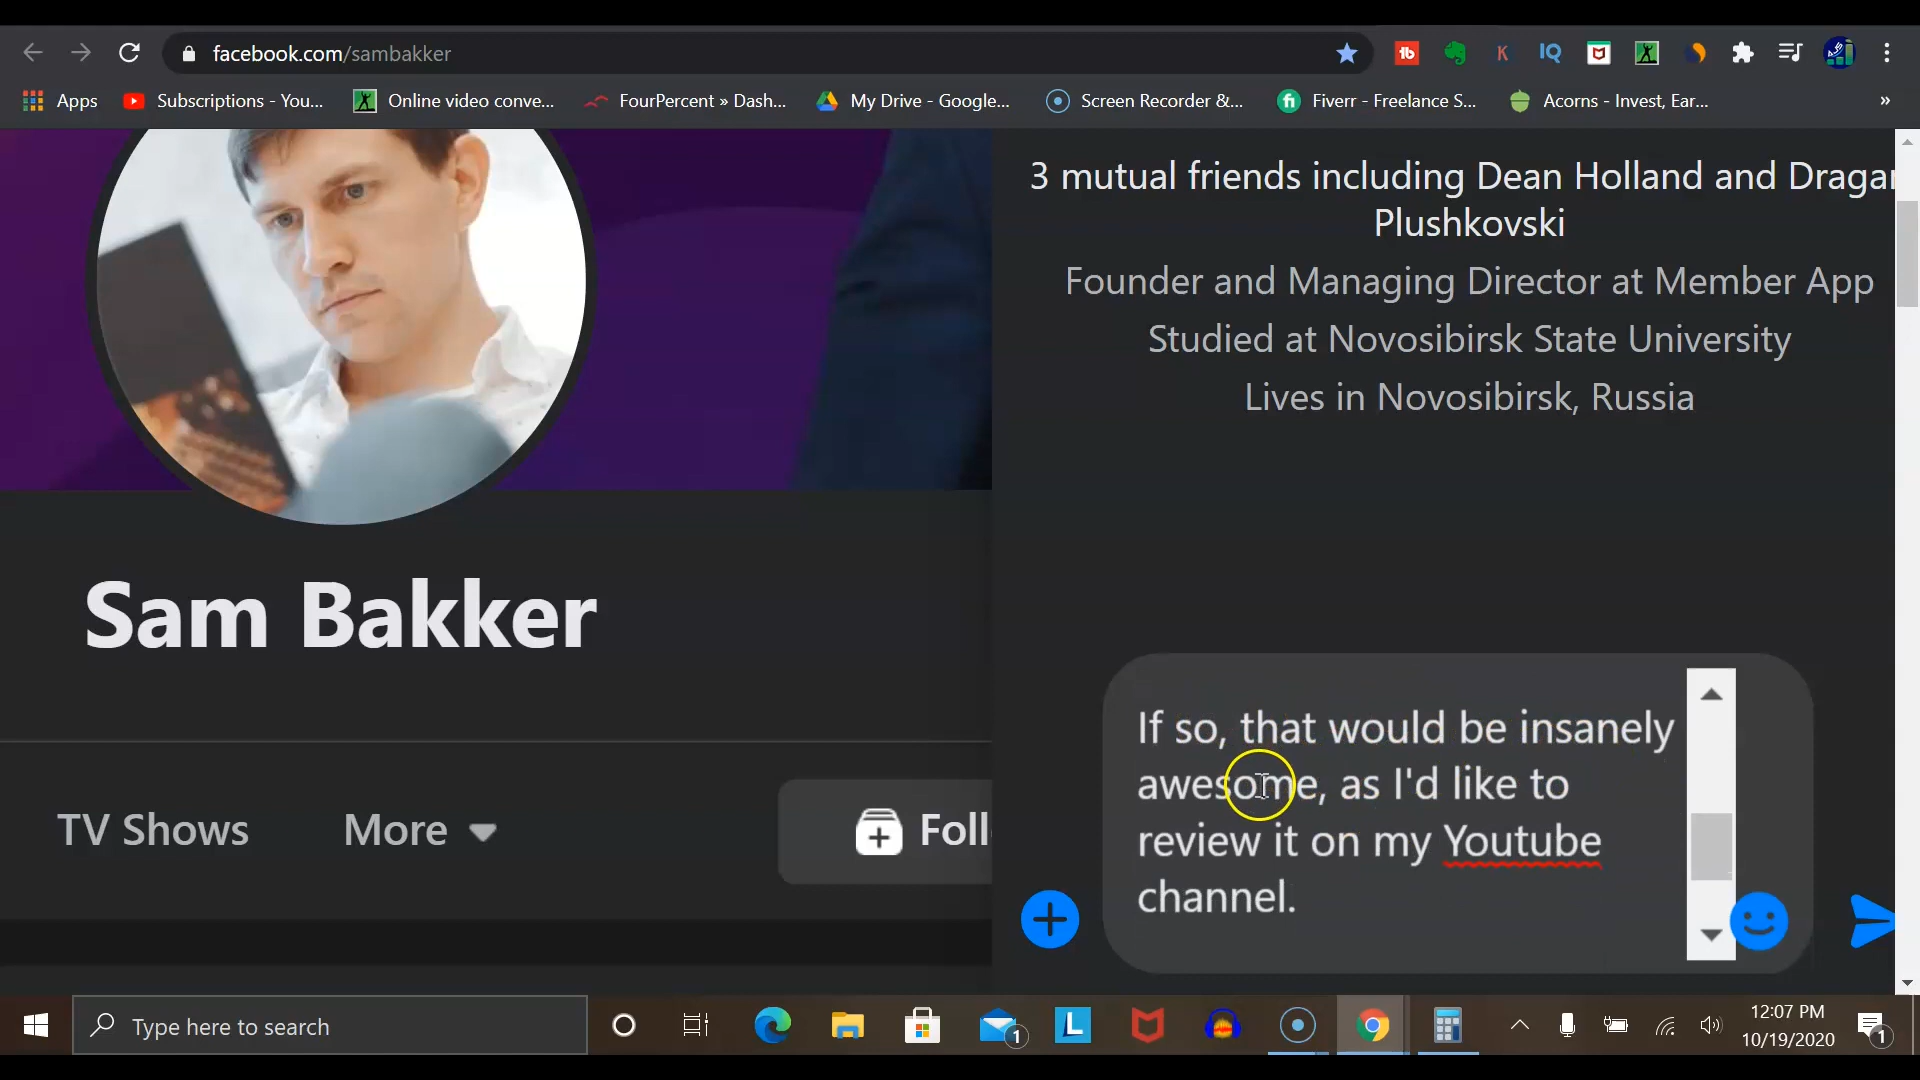 facebook.com/sambakker
Apps
Subscriptions - You...
Online video conve...
FourPercent » Dash...
My Drive - Google...
Screen Recorder &...
Fiverr - Freelance S...
Acorns - Invest, Ear...
»
3 mutual friends including Dean Holland and Dragan
Plushkovski
Founder and Managing Director at Member App
Studied at Novosibirsk State University
Lives in Novosibirsk, Russia
Sam Bakker
TV Shows
More
Foll
If so, that would be insanely
awesome, as I'd like to
review it on my Youtube
channel.
Type here to search
1
12:07 PM
10/19/2020
1